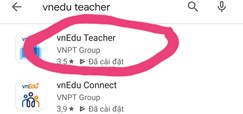 vnedu teacher
vnEdu Teacher
VNPT Group
3,5 ★ Đã cài đặt
vnEdu
vnEdu Connect
VNPT Group
3,9 ★ Đã cài đặt